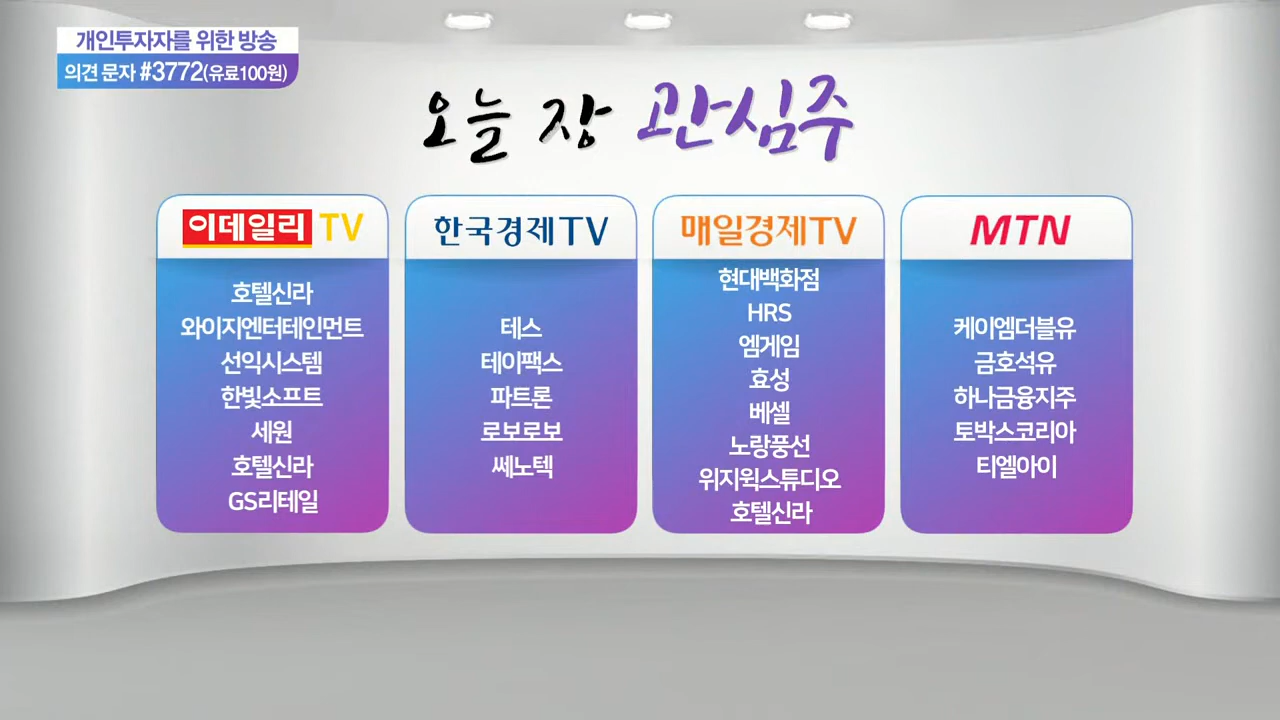 개인투자자를 위한 방송
의견 문자 #3772(유료100원)
오늘 장 관심주
이데일리 TV
호텔신라
와이지엔터테인먼트
선익시스템
한빛소프트
세원
호텔신라
GS리테일
한국경제TV
테스
테이팩스
파트론
로보로보
쎄노텍
매일경제TV
현대백화점
HRS
엠게임
효성
베셀
노랑풍선
위지윅스튜디오
호텔신라
MTN
케이엠더블유
금호석유
하나금융지주
토박스코리아
티엘아이